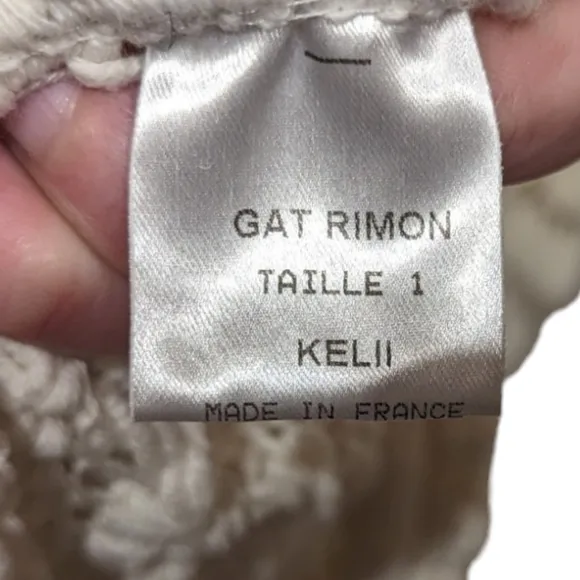 GAT RIMON
TAILLE 1
KELII
MADE IN FRANCE